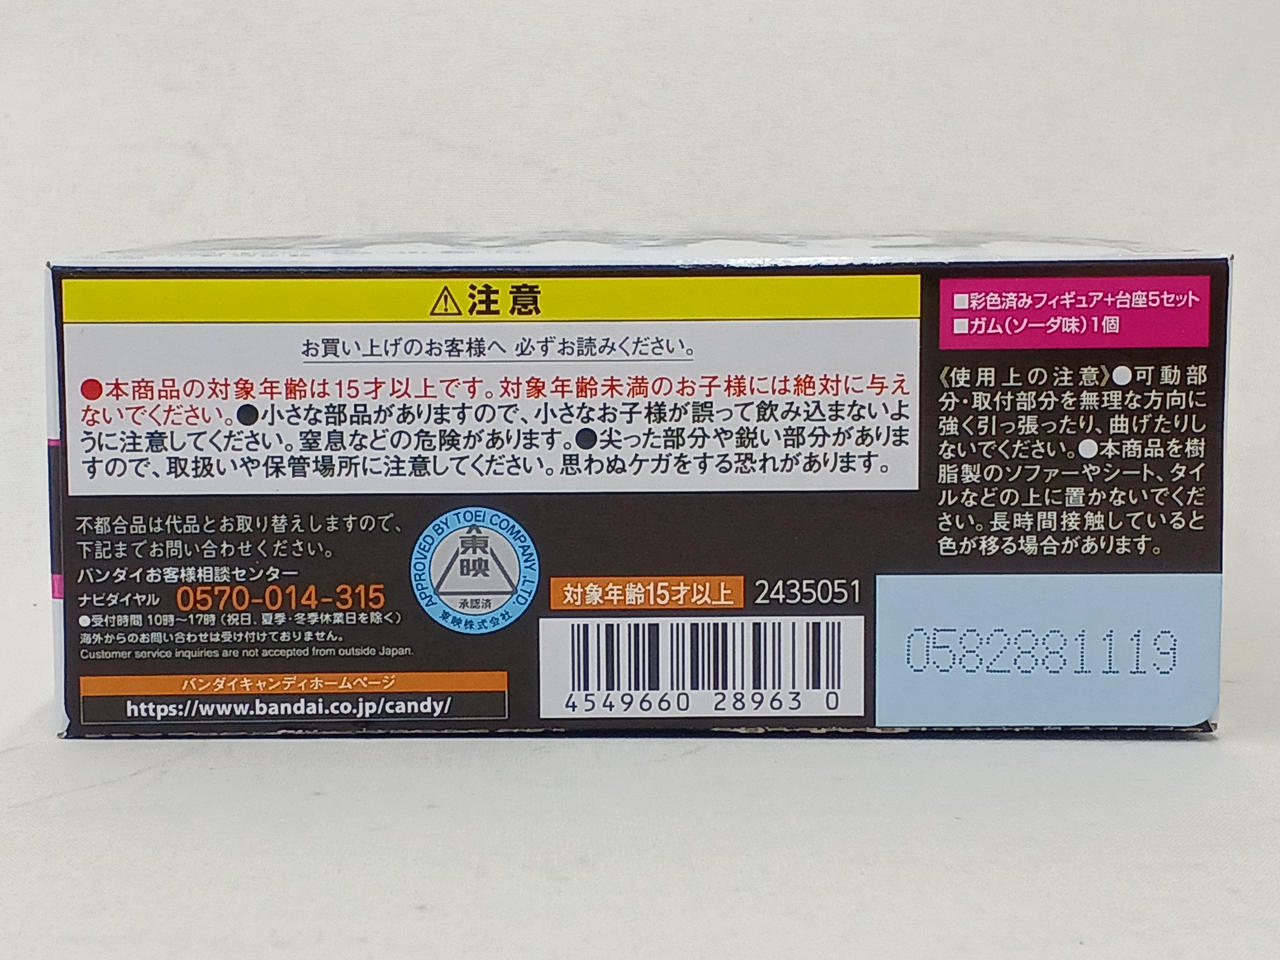 ⚠注意
お買い上げのお客様へ 必ずお読みください。
●本商品の対象年齢は15才以上です。対象年齢未満のお子様には絶対に与え
ないでください。●小さな部品がありますので、小さなお子様が誤って飲み込まないよ
うに注意してください。窒息などの危険があります。●尖った部分や鋭い部分がありま
すので、取扱いや保管場所に注意してください。思わぬケガをする恐れがあります。
不都合品は代品とお取り替えしますので、
下記までお問い合わせください。
バンダイお客様相談センター
ナビダイヤル 0570-014-315
●受付時間 10時～17時(祝日、夏季・冬季休業日を除く)
海外からのお問い合わせは受け付けておりません。
Customer service inquiries are not accepted from outside Japan.
バンダイキャンディホームページ
https://www.bandai.co.jp/candy/
APPROVED BY TOEI COMPANY, LTD.
東映
承認済
東映株式会社
対象年齢15才以上 2435051
4549660 28963 0
■彩色済みフィギュア+台座5セット
■ガム(ソーダ味)1個
《使用上の注意》●可動部
分・取付部分を無理な方向に
強く引っ張ったり、曲げたりし
ないでください。●本商品を樹
脂製のソファーやシート、タイ
ルなどの上に置かないでくだ
さい。長時間接触していると
色が移る場合があります。
0582881119